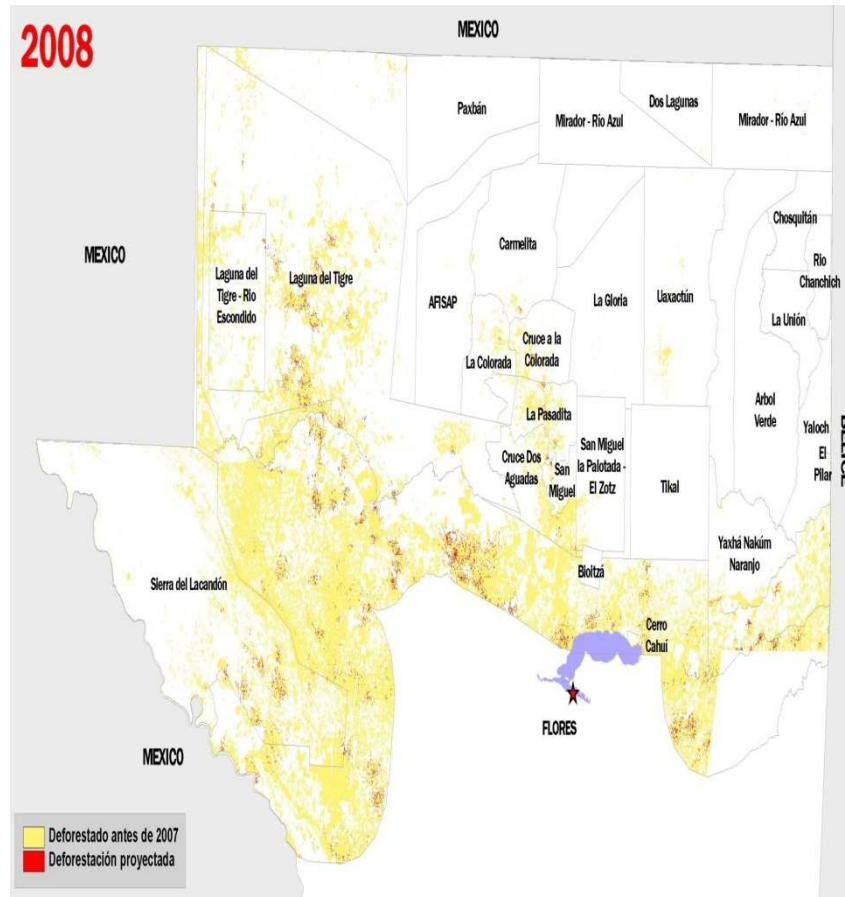 2008
MEXICO
Paxbán
Mirador - Río Azul
Dos Lagunas
Mirador - Río Azul
MEXICO
Laguna del
Tigre - Rio
Escondido
Laguna del Tigre
AFISAP
Carmelita
La Gloria
Uaxactún
Chosquitán
Rio
Chanchich
La Unión
La Colorada
Cruce a la
Colorada
La Pasadita
Cruce Dos
Aguadas
San
Miguel
San Miguel
la Palotada -
El Zotz
Tikal
Arbol
Verde
Yaloch
El
Pilar
BELICE
Yaxhá Nakúm
Naranjo
Sierra del Lacandón
Bioitzá
Cerro
Cahuí
FLORES
MEXICO
Deforestado antes de 2007
Deforestación proyectada